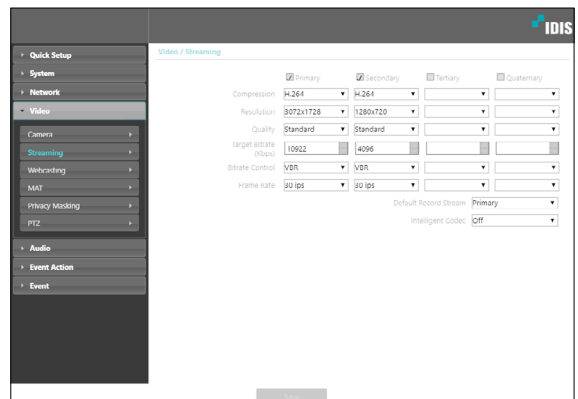 IDIS
Quick Setup
System
Network
Video
Camera
Streaming
Webcasting
MAT
Privacy Masking
PTZ
Audio
Event Action
Event
Video / Streaming
Primary Secondary Tertiary Quaternary
Compression H.264 H.264
Resolution 3072x1728 1280x720
Quality Standard Standard
Target Bitrate
(Kbps) 10922 4096
Bitrate Control VBR VBR
Frame Rate 30 ips 30 ips
Default Record Stream Primary
Intelligent Codec Off